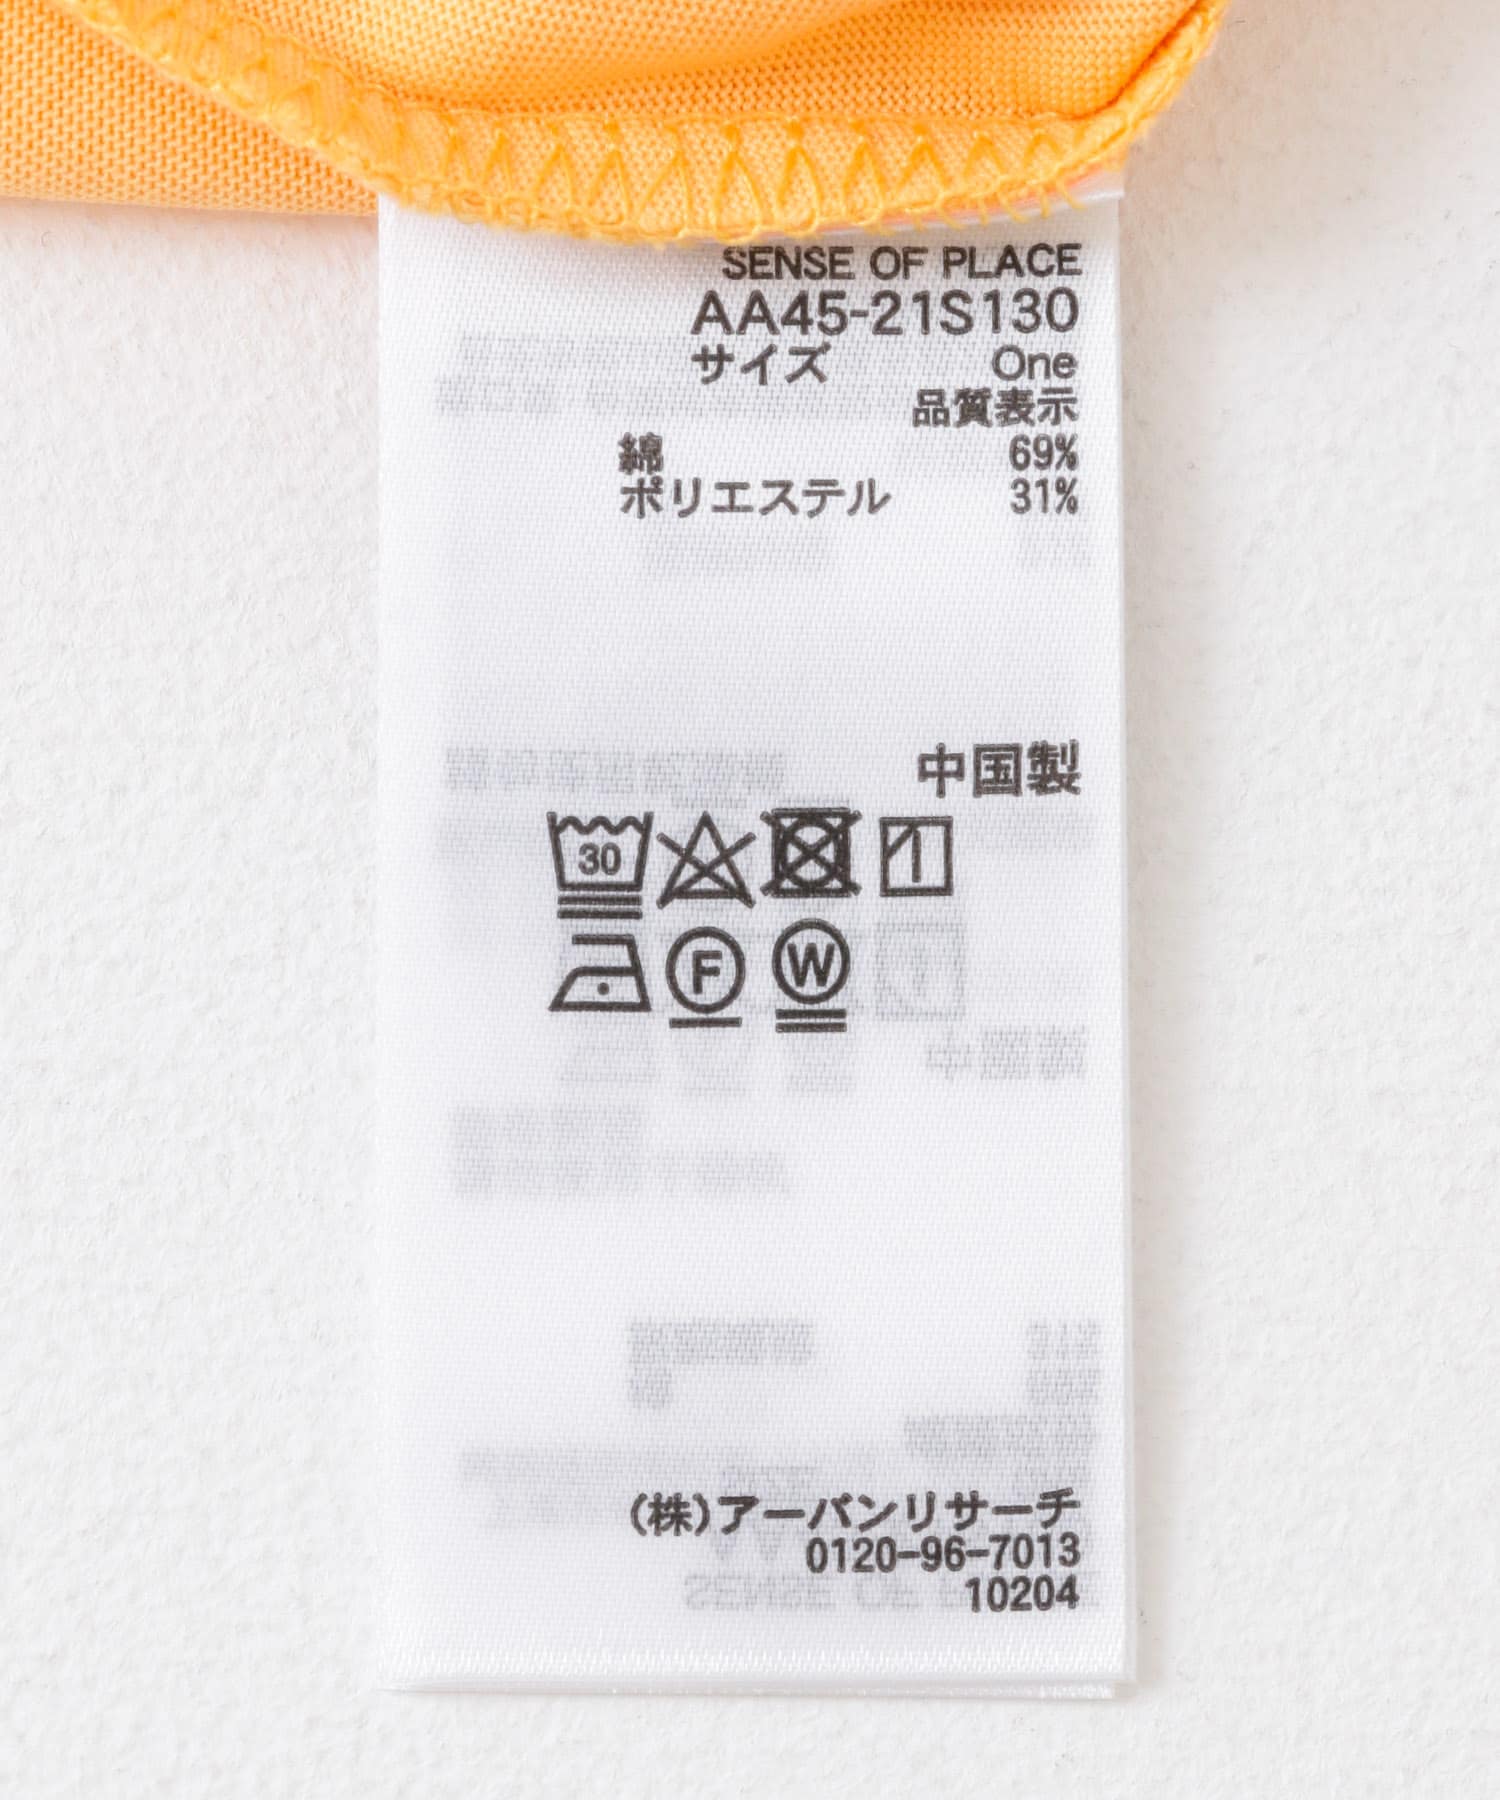 SENSE OF PLACE
AA45-21S130
サイズ One
品質表示
綿 69%
ポリエステル 31%
中国製
30
F W
(株)アーバンリサーチ
0120-96-7013
10204